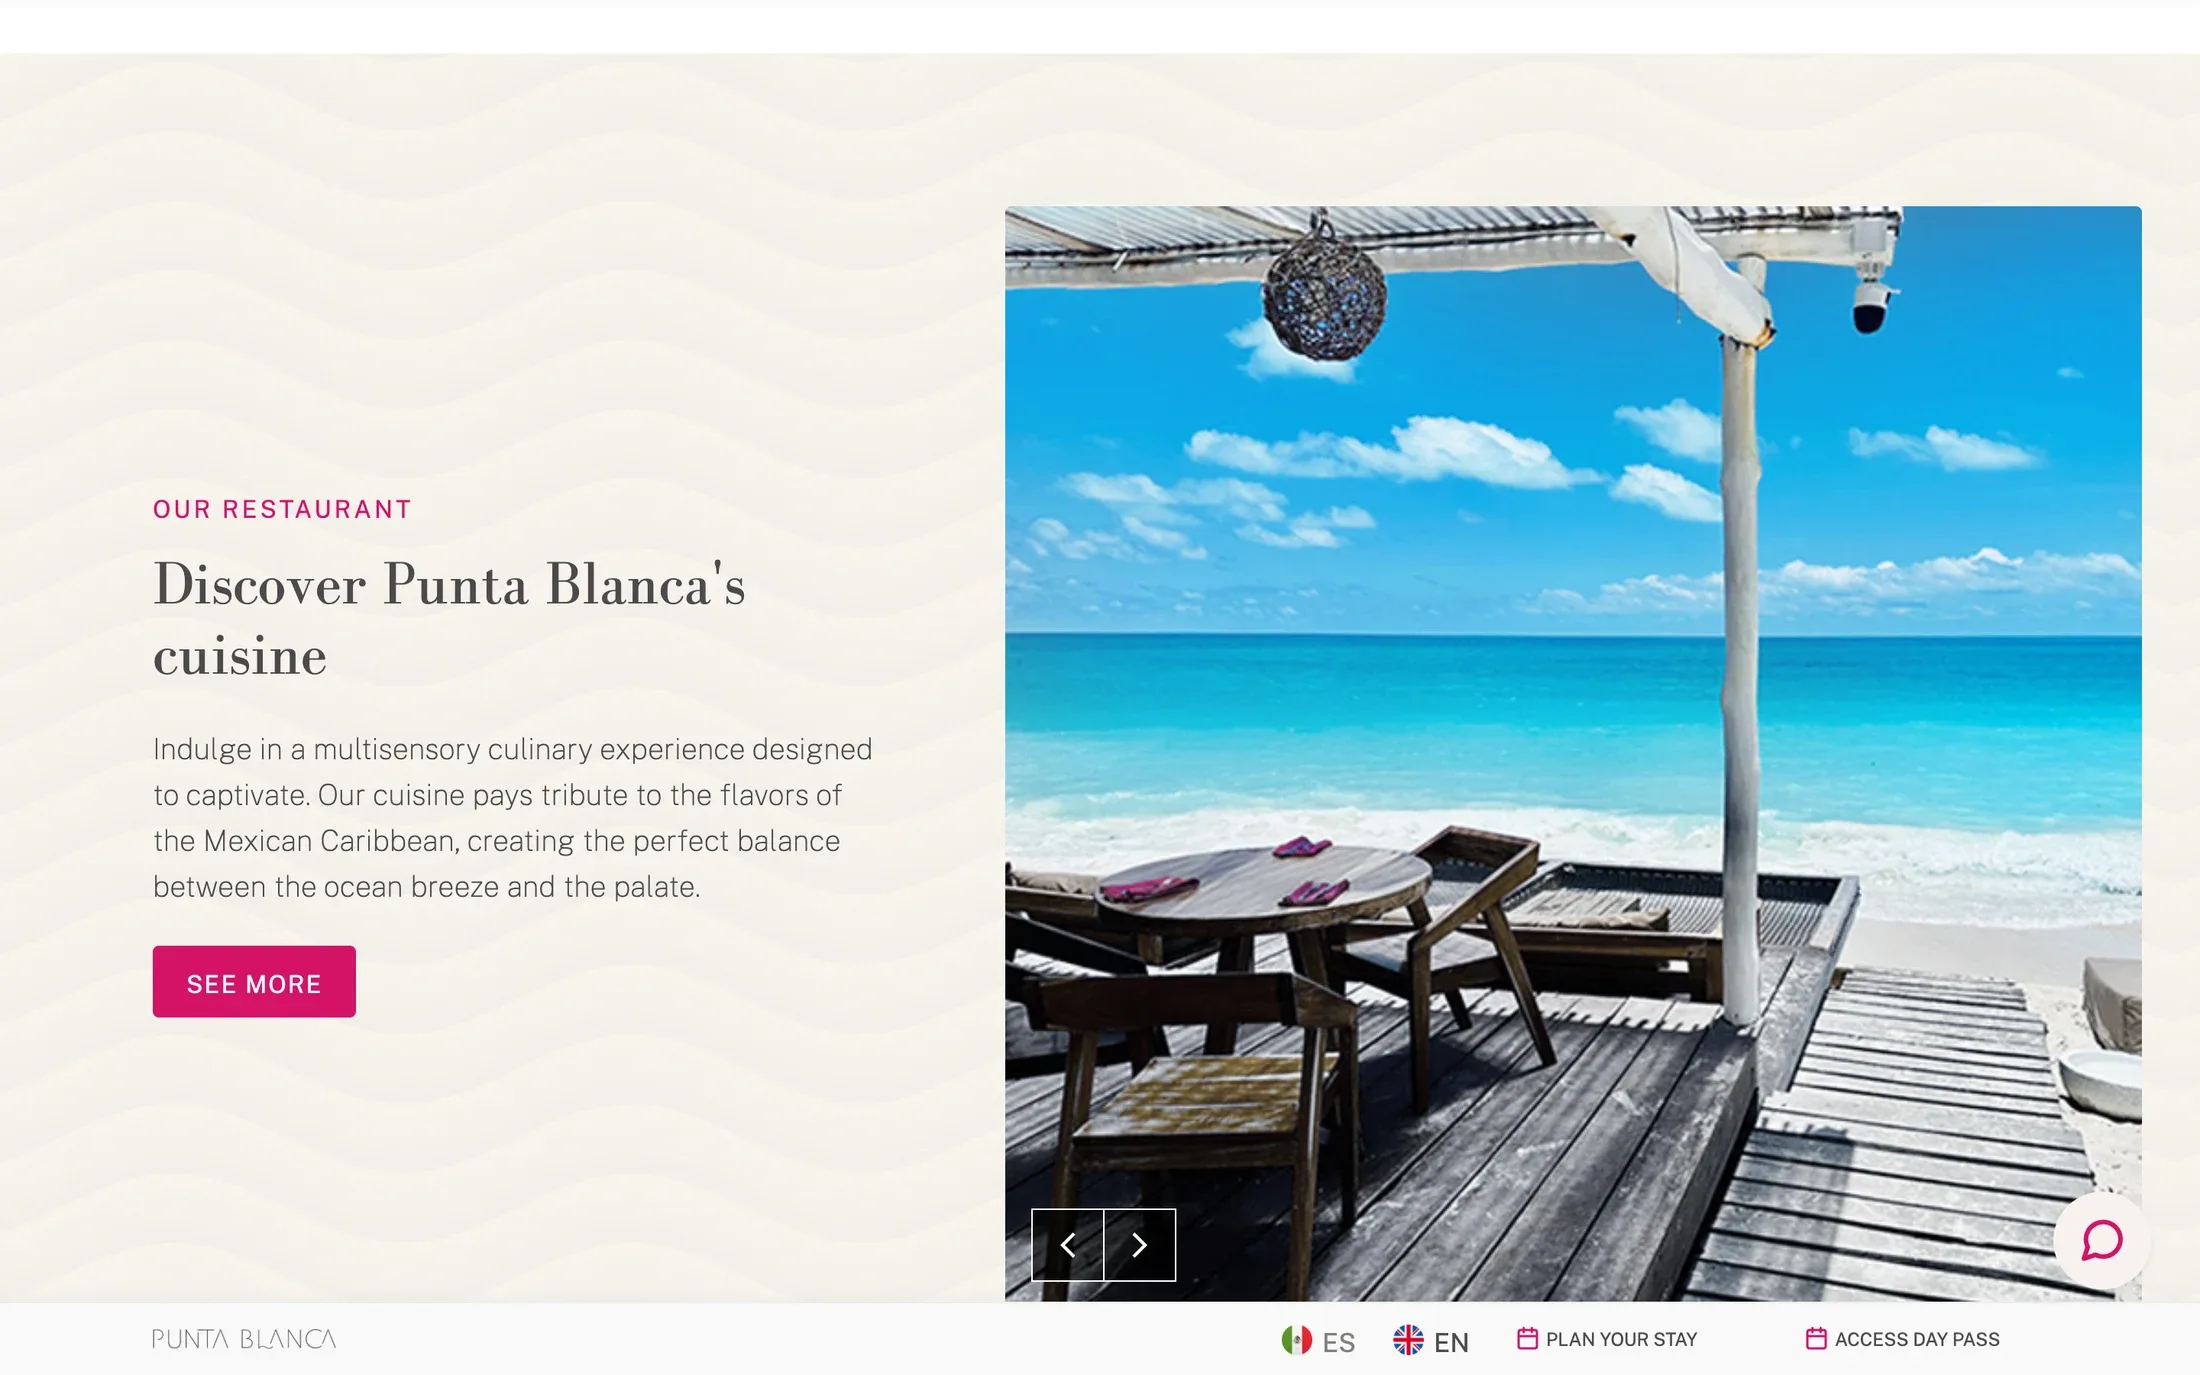 OUR RESTAURANT
Discover Punta Blanca's
cuisine
Indulge in a multisensory culinary experience designed
to captivate. Our cuisine pays tribute to the flavors of
the Mexican Caribbean, creating the perfect balance
between the ocean breeze and the palate.
SEE MORE
PUNTA BLANCA ES EN PLAN YOUR STAY ACCESS DAY PASS